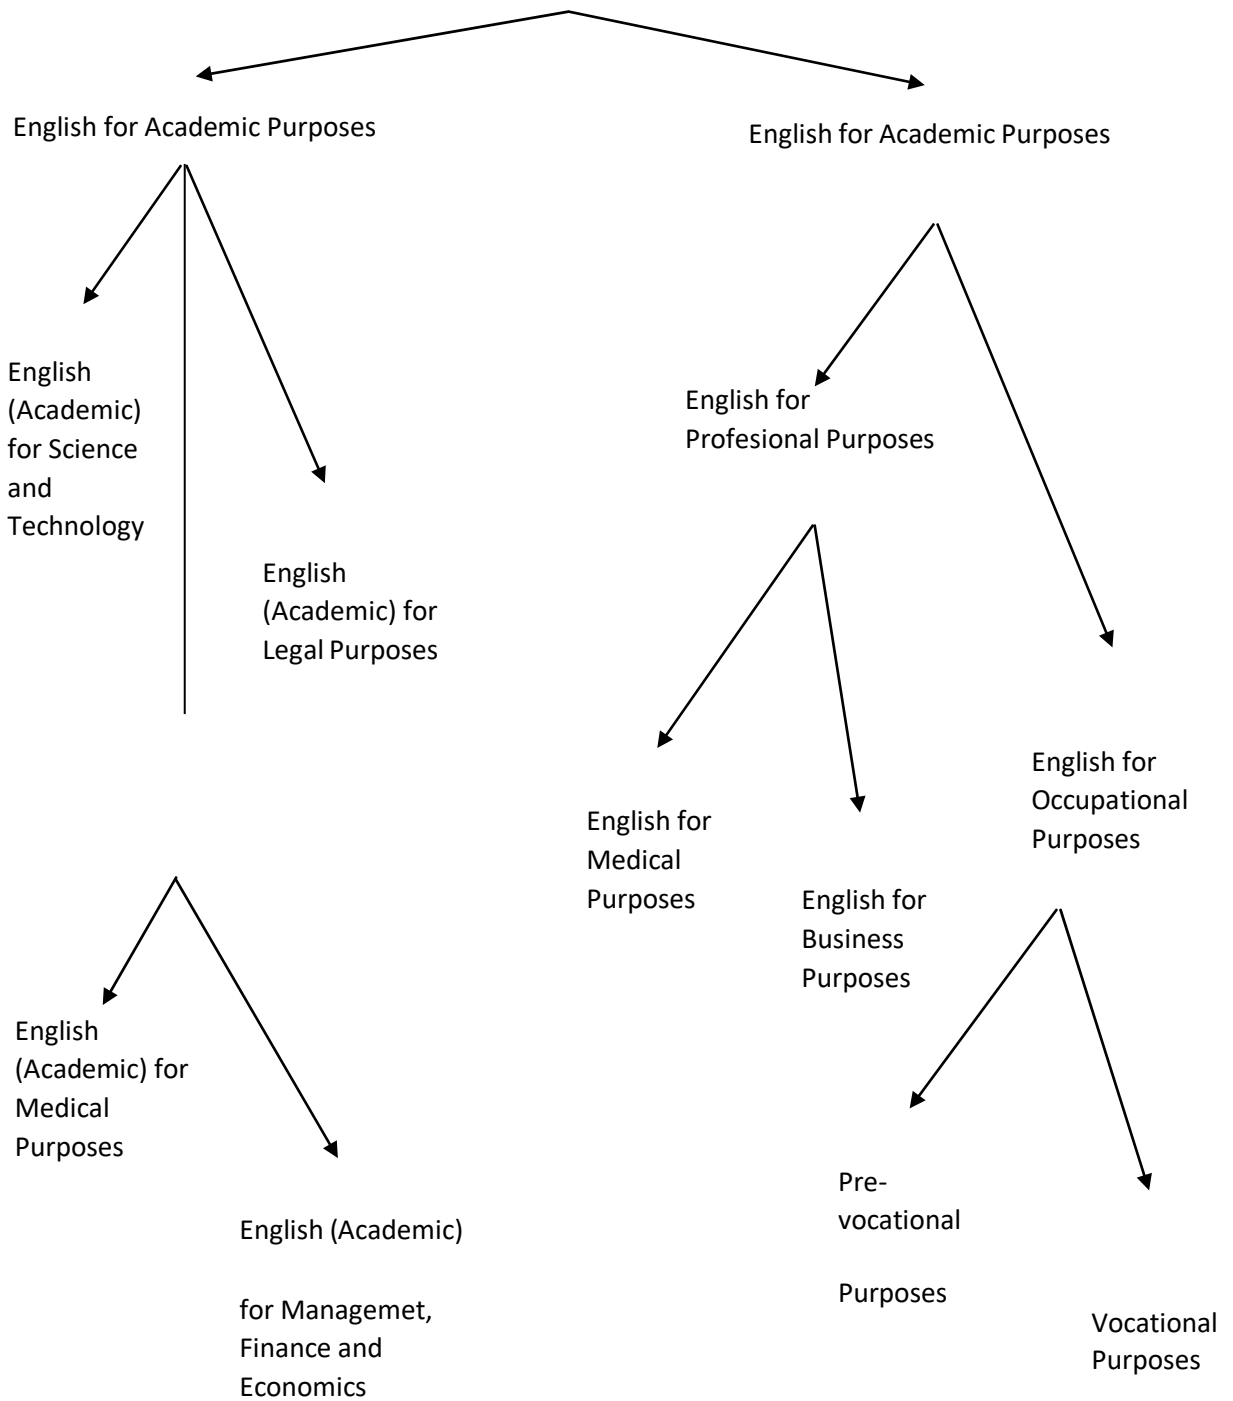 English for Academic Purposes
English for Academic Purposes
English
(Academic)
for Science
and
Technology
English for
Profesional Purposes
English
(Academic) for
Legal Purposes
English for
Occupational
Purposes
English for
Medical
Purposes
English for
Business
Purposes
English
(Academic) for
Medical
Purposes
Pre-
vocational
Purposes
English (Academic)
for Managemet,
Finance and
Economics
Vocational
Purposes